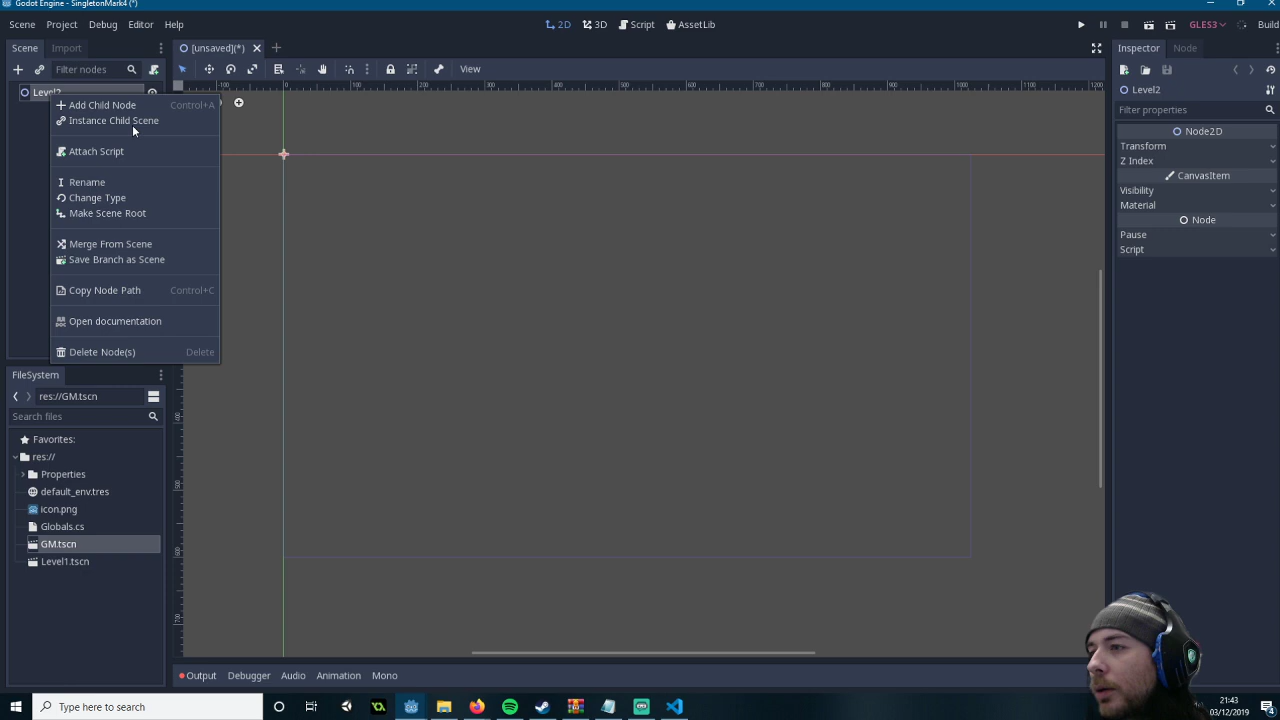 Godot Engine - SingletonMark4 (*)
Scene Project Debug Editor Help
2D 3D Script AssetLib
GLES3 Build
Scene Import
[unsaved](*)
Inspector Node
Filter nodes
View
Level2
Level2
Filter properties
Add Child Node Control+A
Instance Child Scene
Attach Script
Rename
Change Type
Make Scene Root
Merge From Scene
Save Branch as Scene
Copy Node Path Control+C
Open documentation
Delete Node(s) Delete
Node2D
Transform
Z Index
CanvasItem
Visibility
Material
Node
Pause
Script
FileSystem
res://GM.tscn
Search files
Favorites:
res://
Properties
default_env.tres
icon.png
Globals.cs
GM.tscn
Level1.tscn
Output Debugger Audio Animation Mono
Type here to search
21:43
03/12/2019